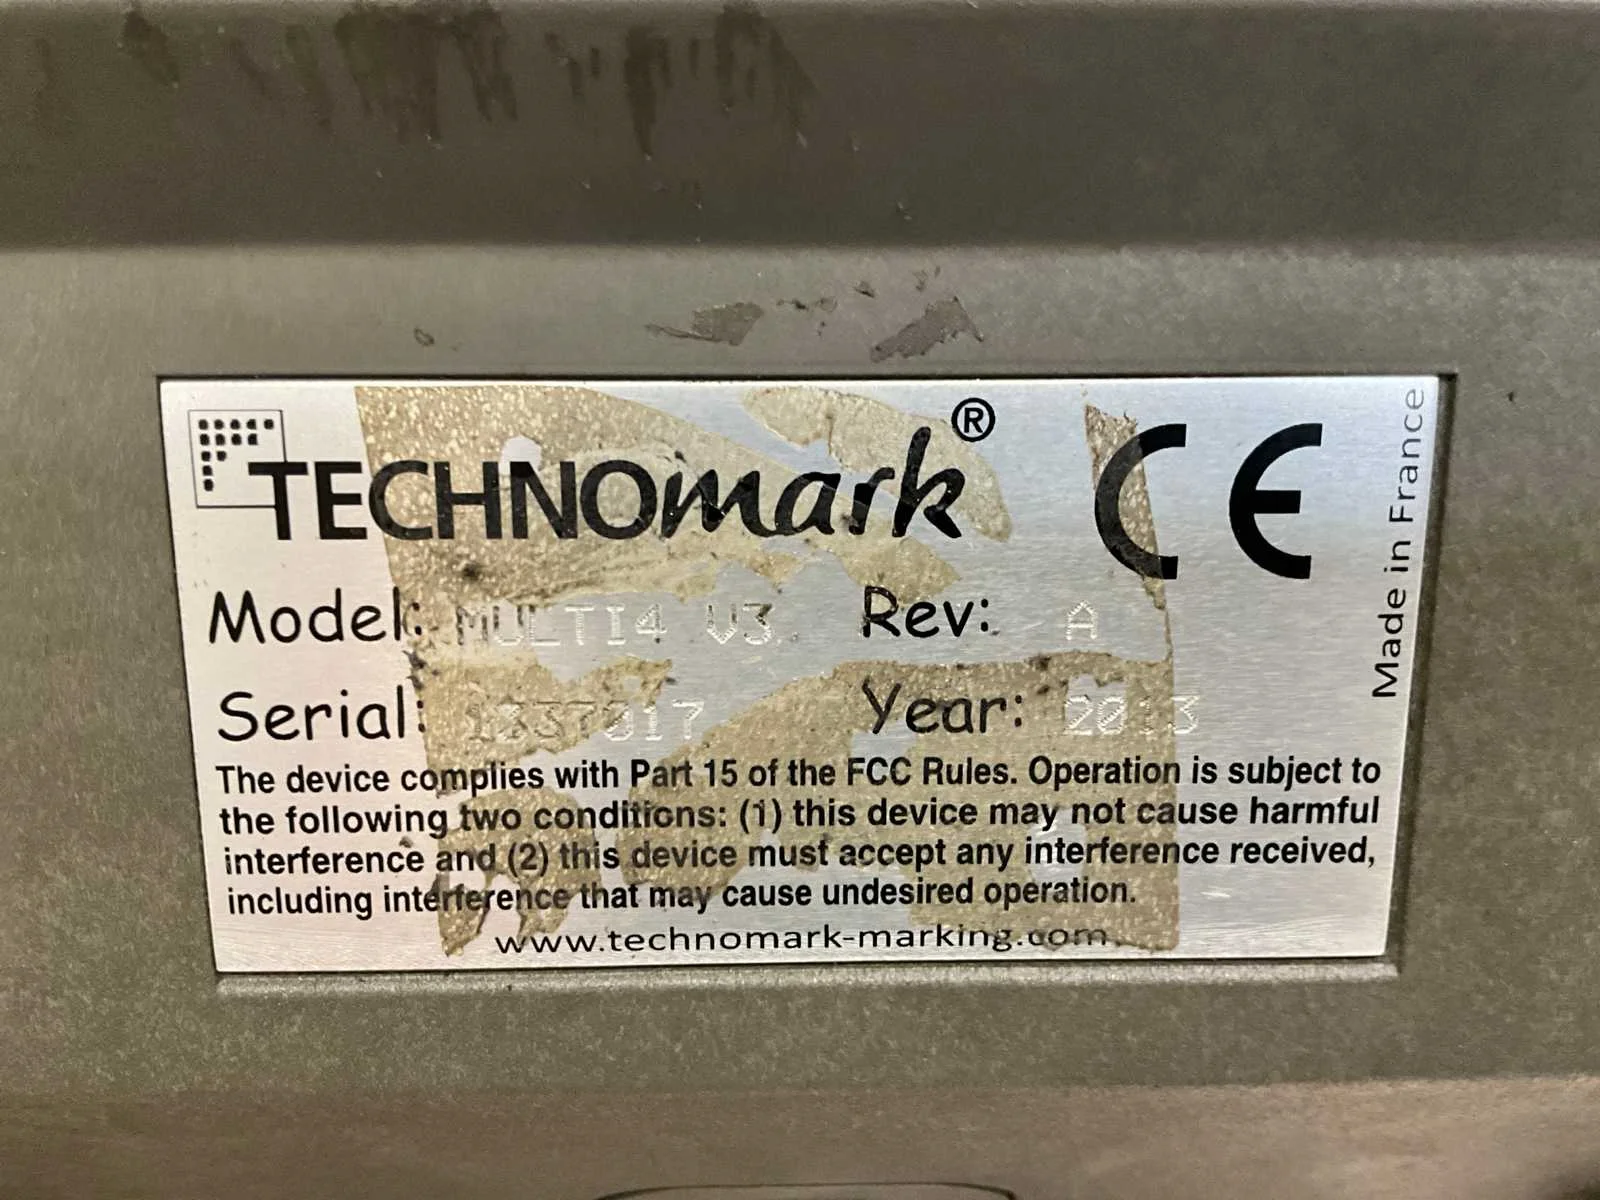 TECHNOmark® CE
Made in France
Model: MULTI4 V3 Rev: A
Serial: Year: 2013
The device complies with Part 15 of the FCC Rules. Operation is subject to
the following two conditions: (1) this device may not cause harmful
interference and (2) this device must accept any interference received,
including interference that may cause undesired operation.
www.technomark-marking.com